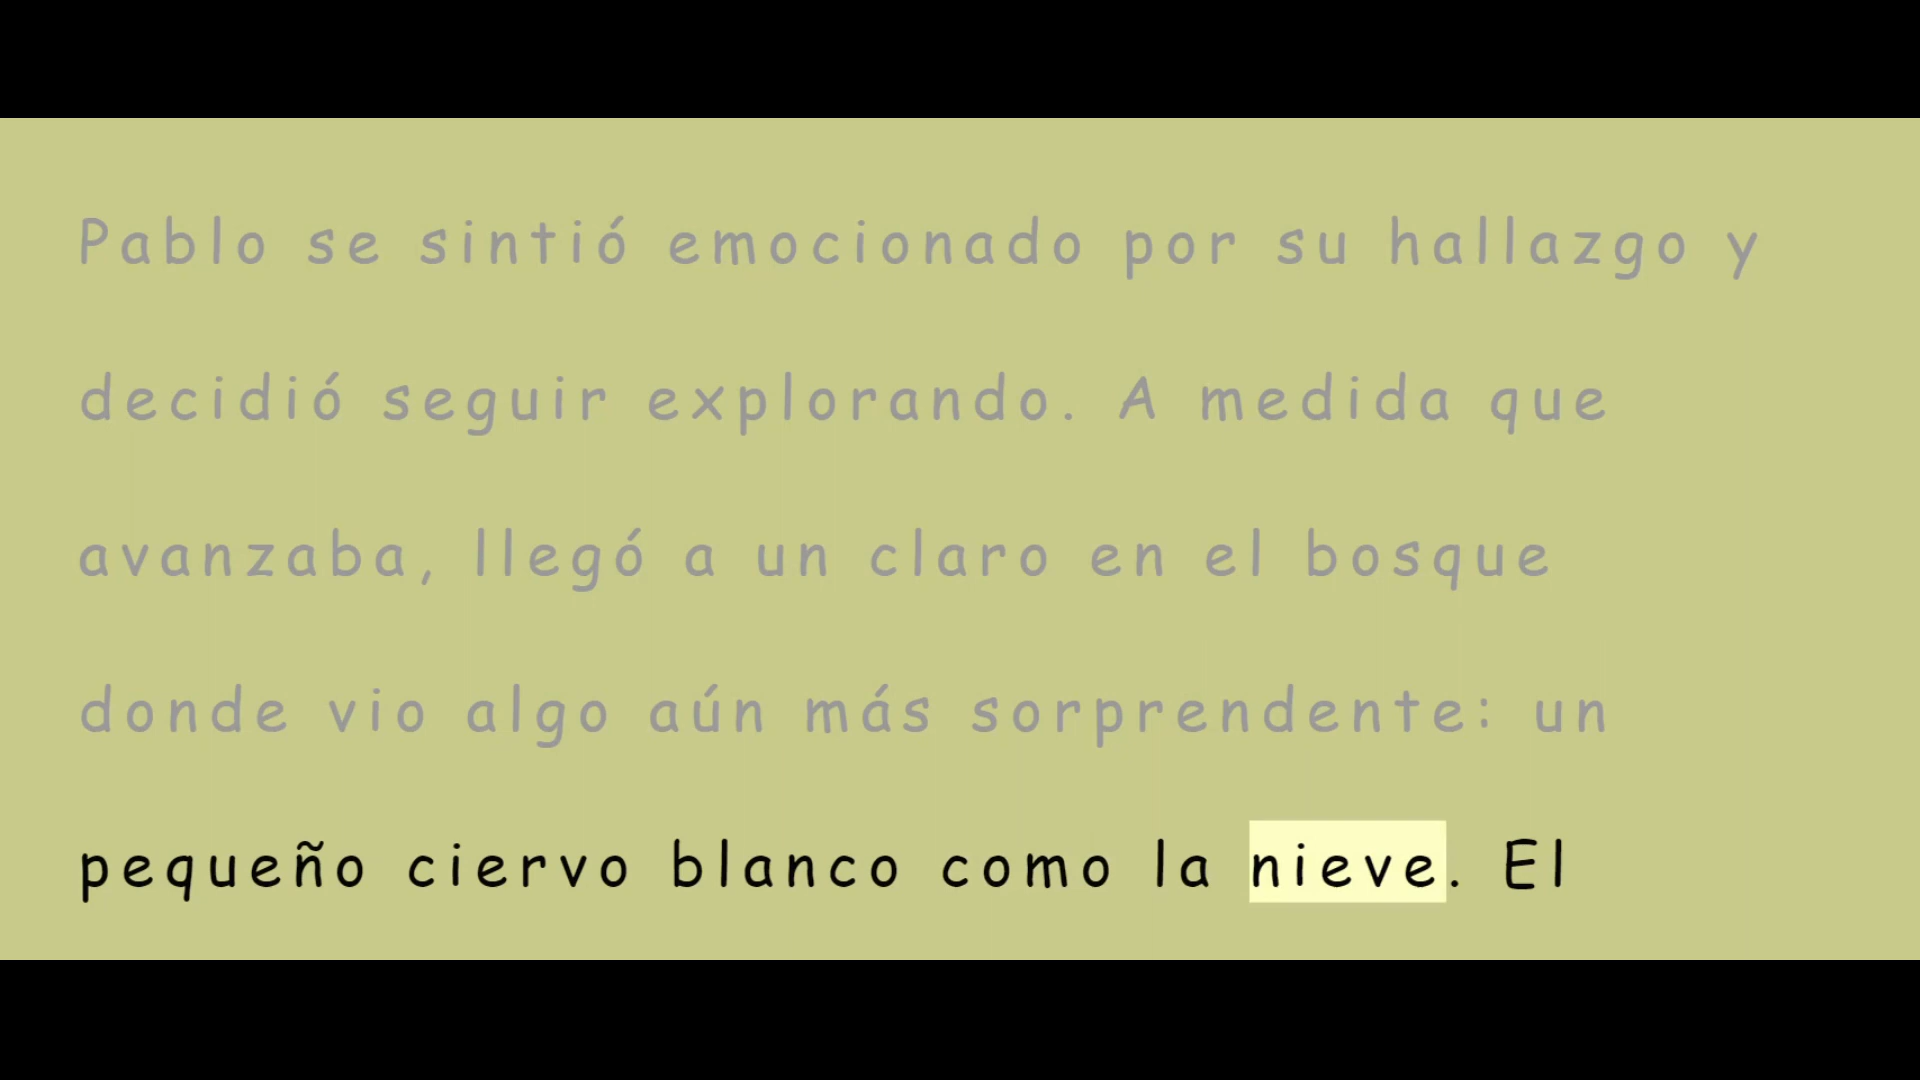 Pablo se sintió emocionado por su hallazgo y
decidió seguir explorando. A medida que
avanzaba, llegó a un claro en el bosque
donde vio algo aún más sorprendente: un
pequeño ciervo blanco como la nieve. El